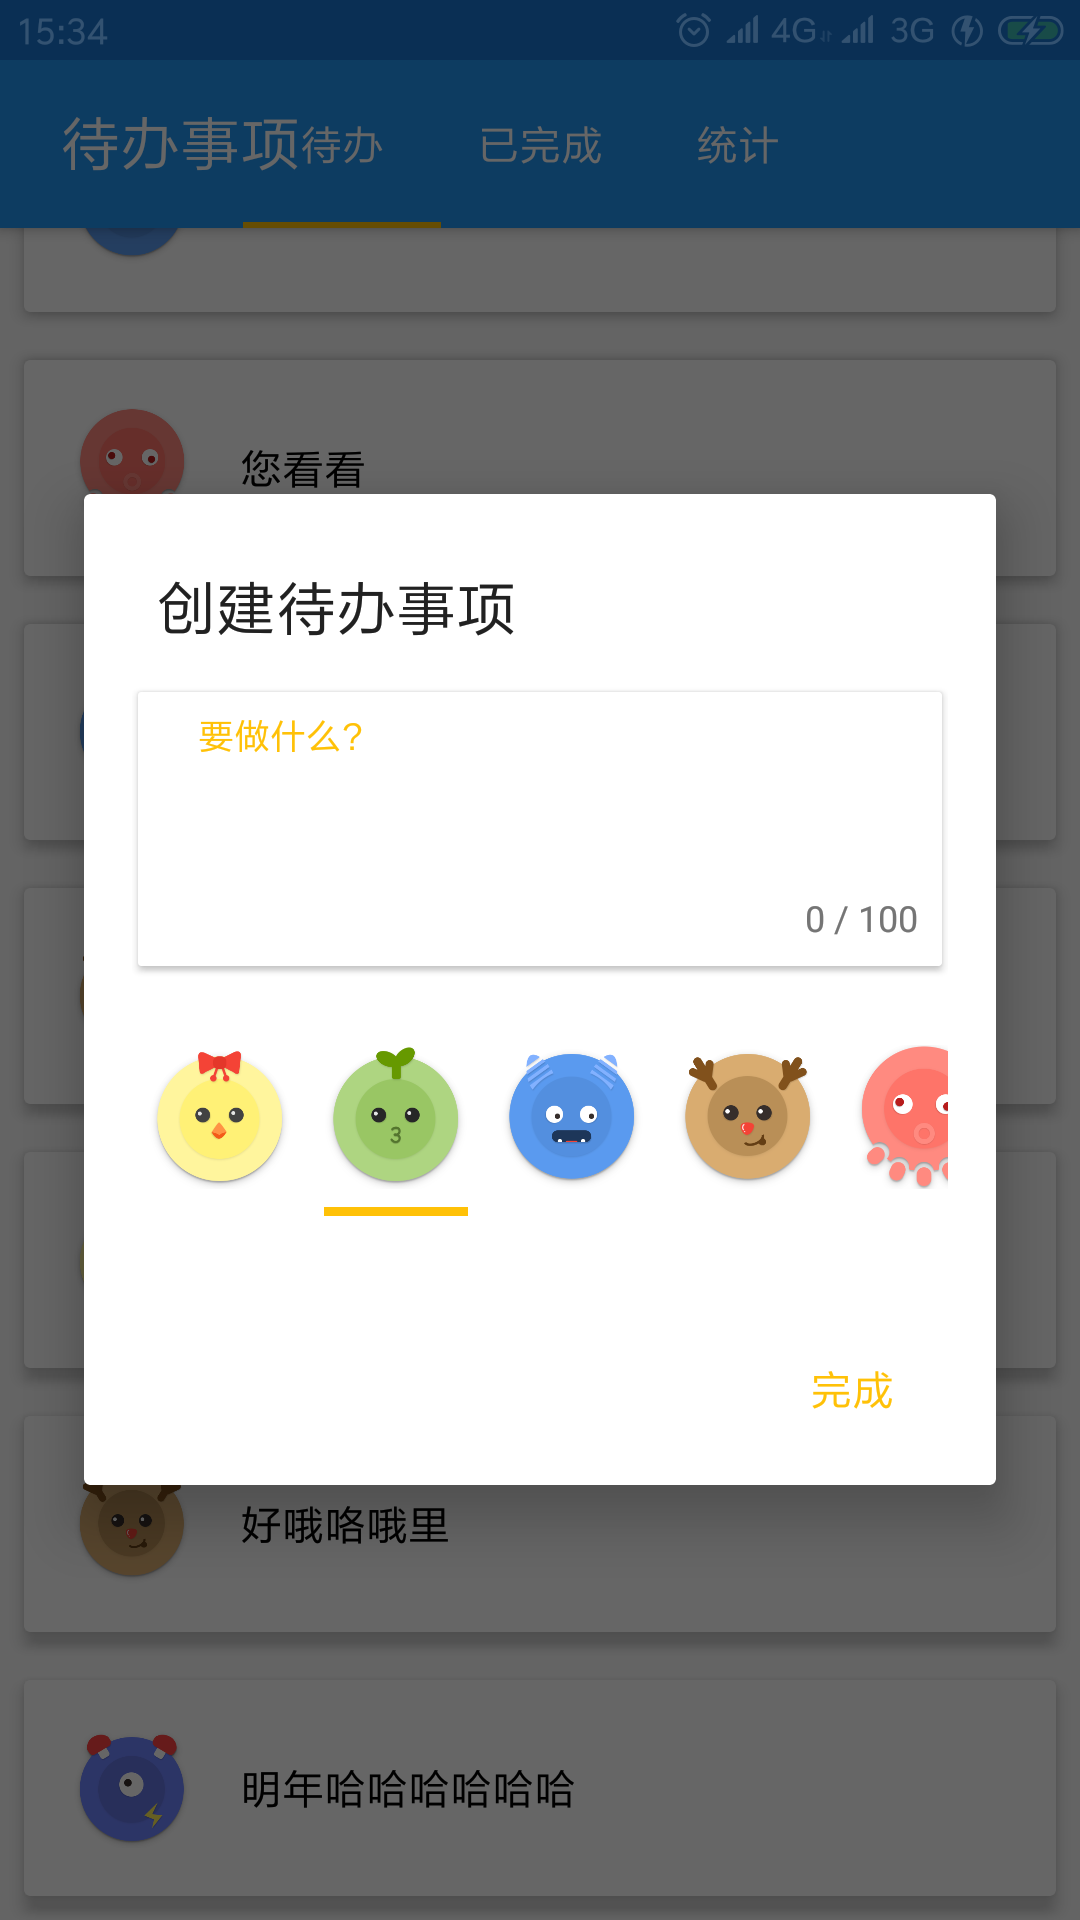 15:34 4G 3G
待办事项 待办 已完成 统计
您看看
创建待办事项
要做什么?
0 / 100
完成
好哦咯哦里
明年哈哈哈哈哈哈